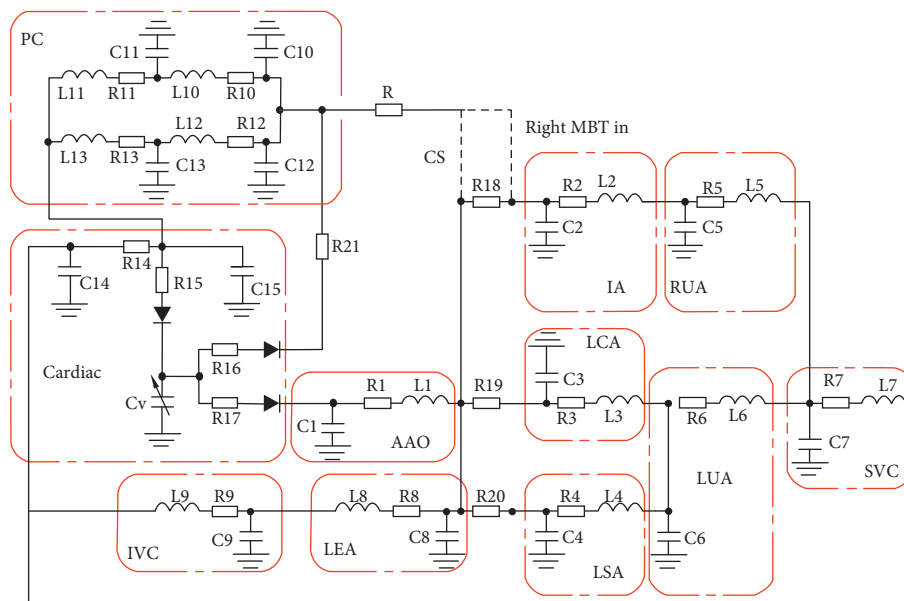 PC
C11
C10
L11
R11
L10
R10
R
L12
R12
L13
R13
C13
C12
Right MBT in
CS
R18
R2
L2
R5
L5
C2
C5
IA
RUA
R21
R14
C14
R15
C15
Cardiac
R16
Cv
R17
R1
L1
C1
AAO
R19
LCA
C3
R3
L3
R6
L6
R7
L7
C7
LUA
SVC
L9
R9
C9
IVC
L8
R8
C8
LEA
R20
R4
L4
C4
C6
LSA